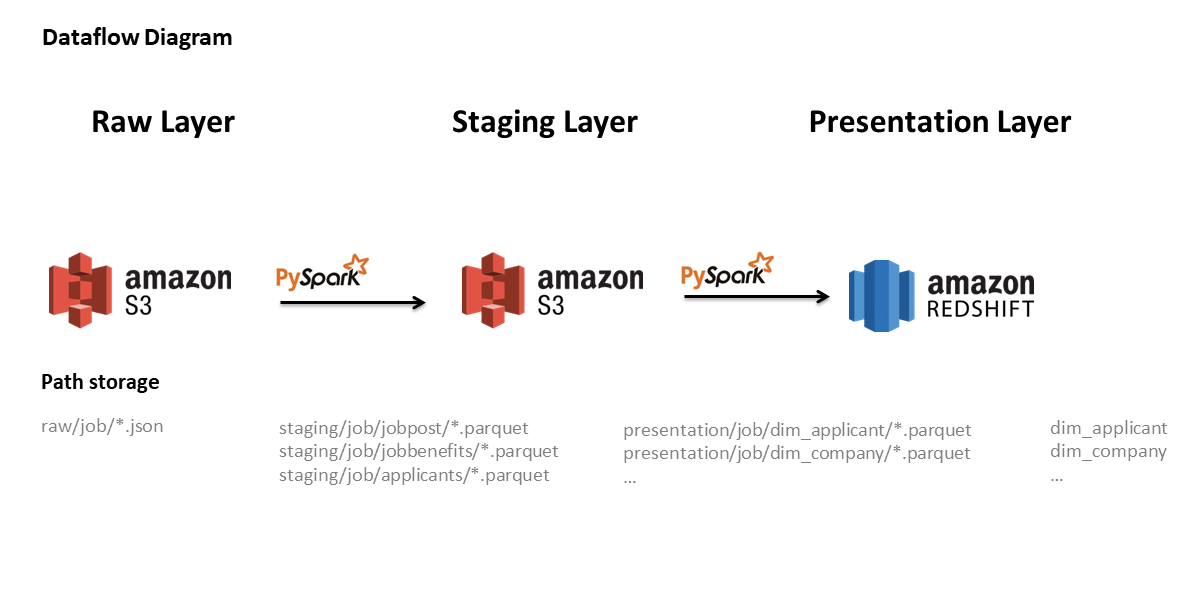 Dataflow Diagram
Raw Layer
Staging Layer
Presentation Layer
amazon
S3
PySpark
amazon
S3
PySpark
amazon
REDSHIFT
Path storage
raw/job/*.json
staging/job/jobpost/*.parquet
staging/job/jobbenefits/*.parquet
staging/job/applicants/*.parquet
presentation/job/dim_applicant/*.parquet
presentation/job/dim_company/*.parquet
...
dim_applicant
dim_company
...